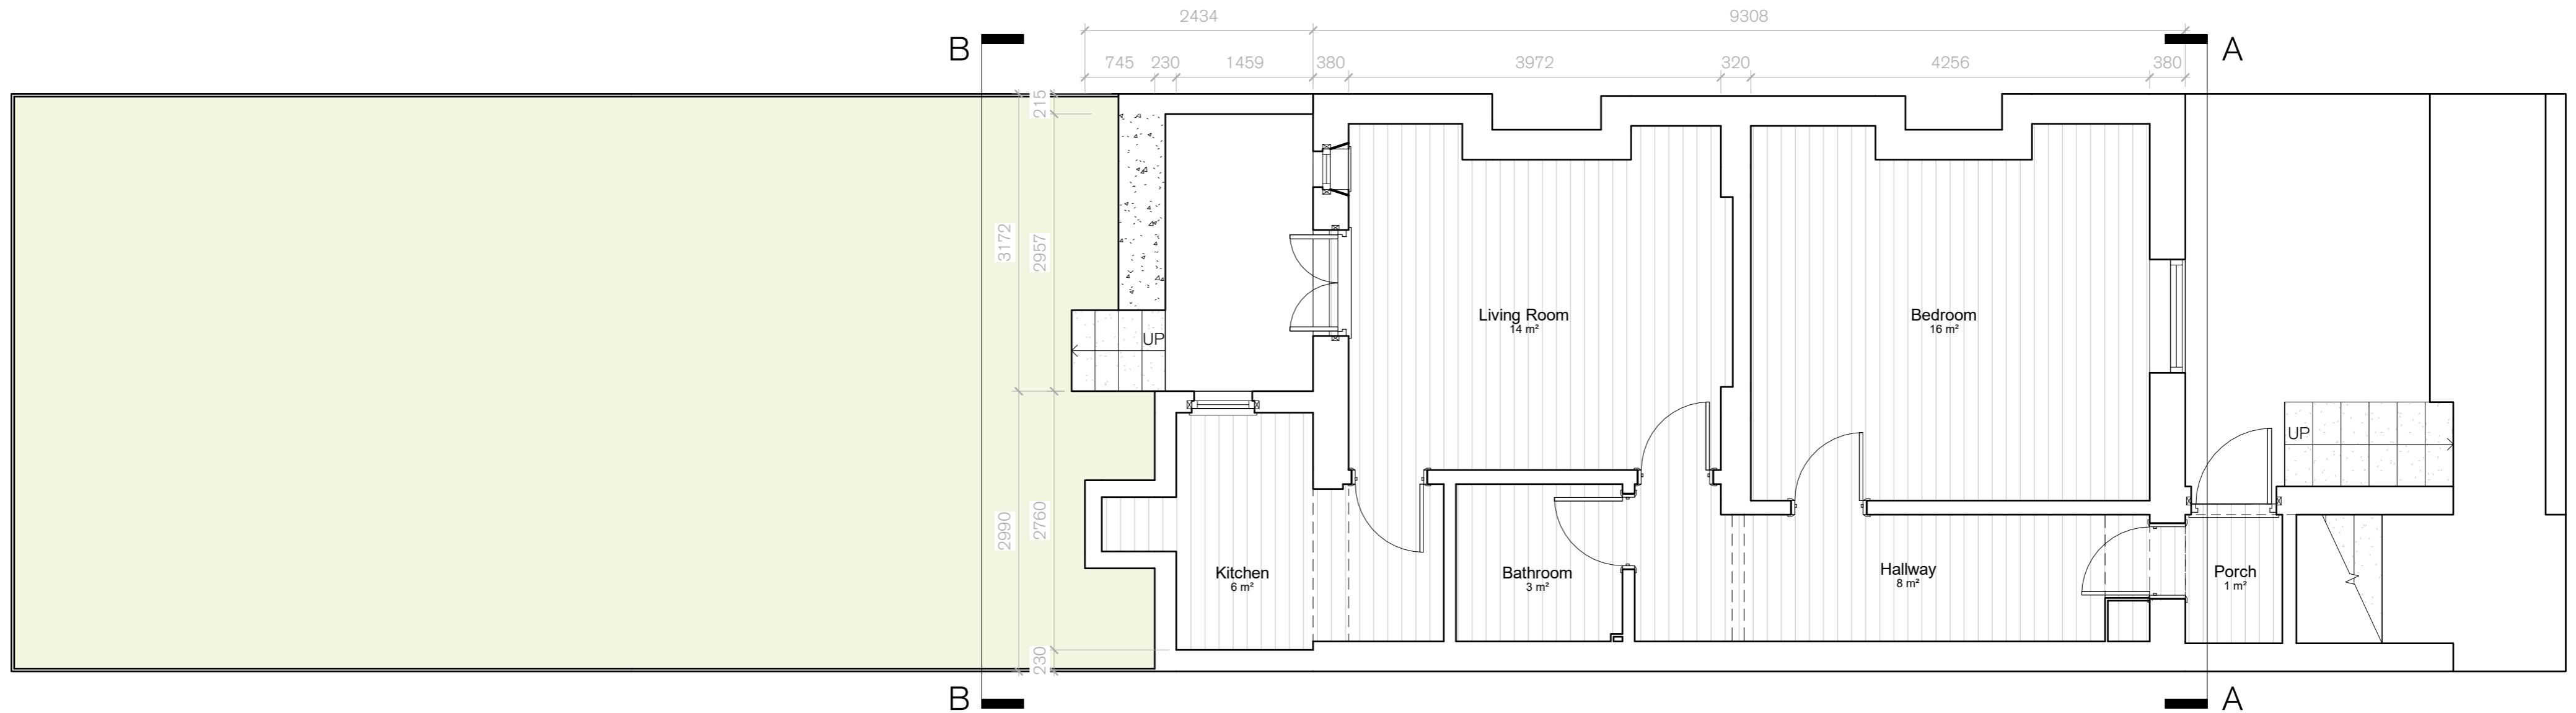 2434
9308
B
A
745
230
1459
380
3972
320
4256
380
215
3172
2957
Living Room
14 m²
Bedroom
16 m²
UP
UP
2990
2760
Kitchen
6 m²
Bathroom
3 m²
Hallway
8 m²
Porch
1 m²
230
B
A